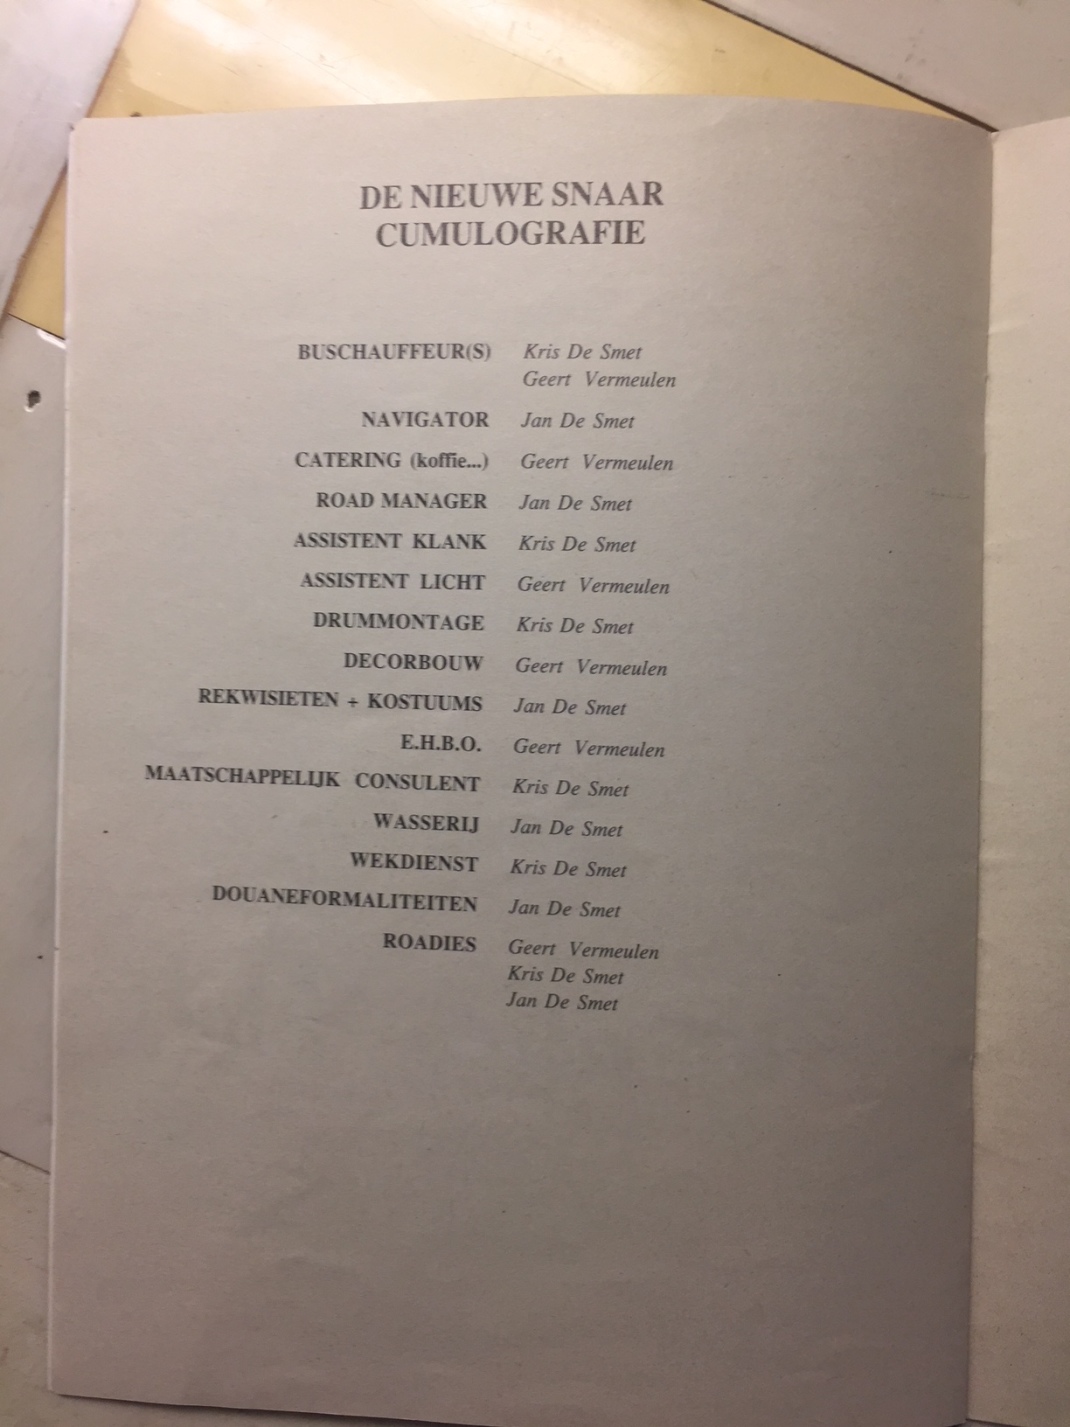 DE NIEUWE SNAAR
CUMULOGRAFIE
BUSCHAUFFEUR(S) Kris De Smet
Geert Vermeulen
NAVIGATOR Jan De Smet
CATERING (koffie...) Geert Vermeulen
ROAD MANAGER Jan De Smet
ASSISTENT KLANK Kris De Smet
ASSISTENT LICHT Geert Vermeulen
DRUMMONTAGE Kris De Smet
DECORBOUW Geert Vermeulen
REKWISIETEN + KOSTUUMS Jan De Smet
E.H.B.O. Geert Vermeulen
MAATSCHAPPELIJK CONSULENT Kris De Smet
WASSERIJ Jan De Smet
WEKDIENST Kris De Smet
DOUANEFORMALITEITEN Jan De Smet
ROADIES Geert Vermeulen
Kris De Smet
Jan De Smet